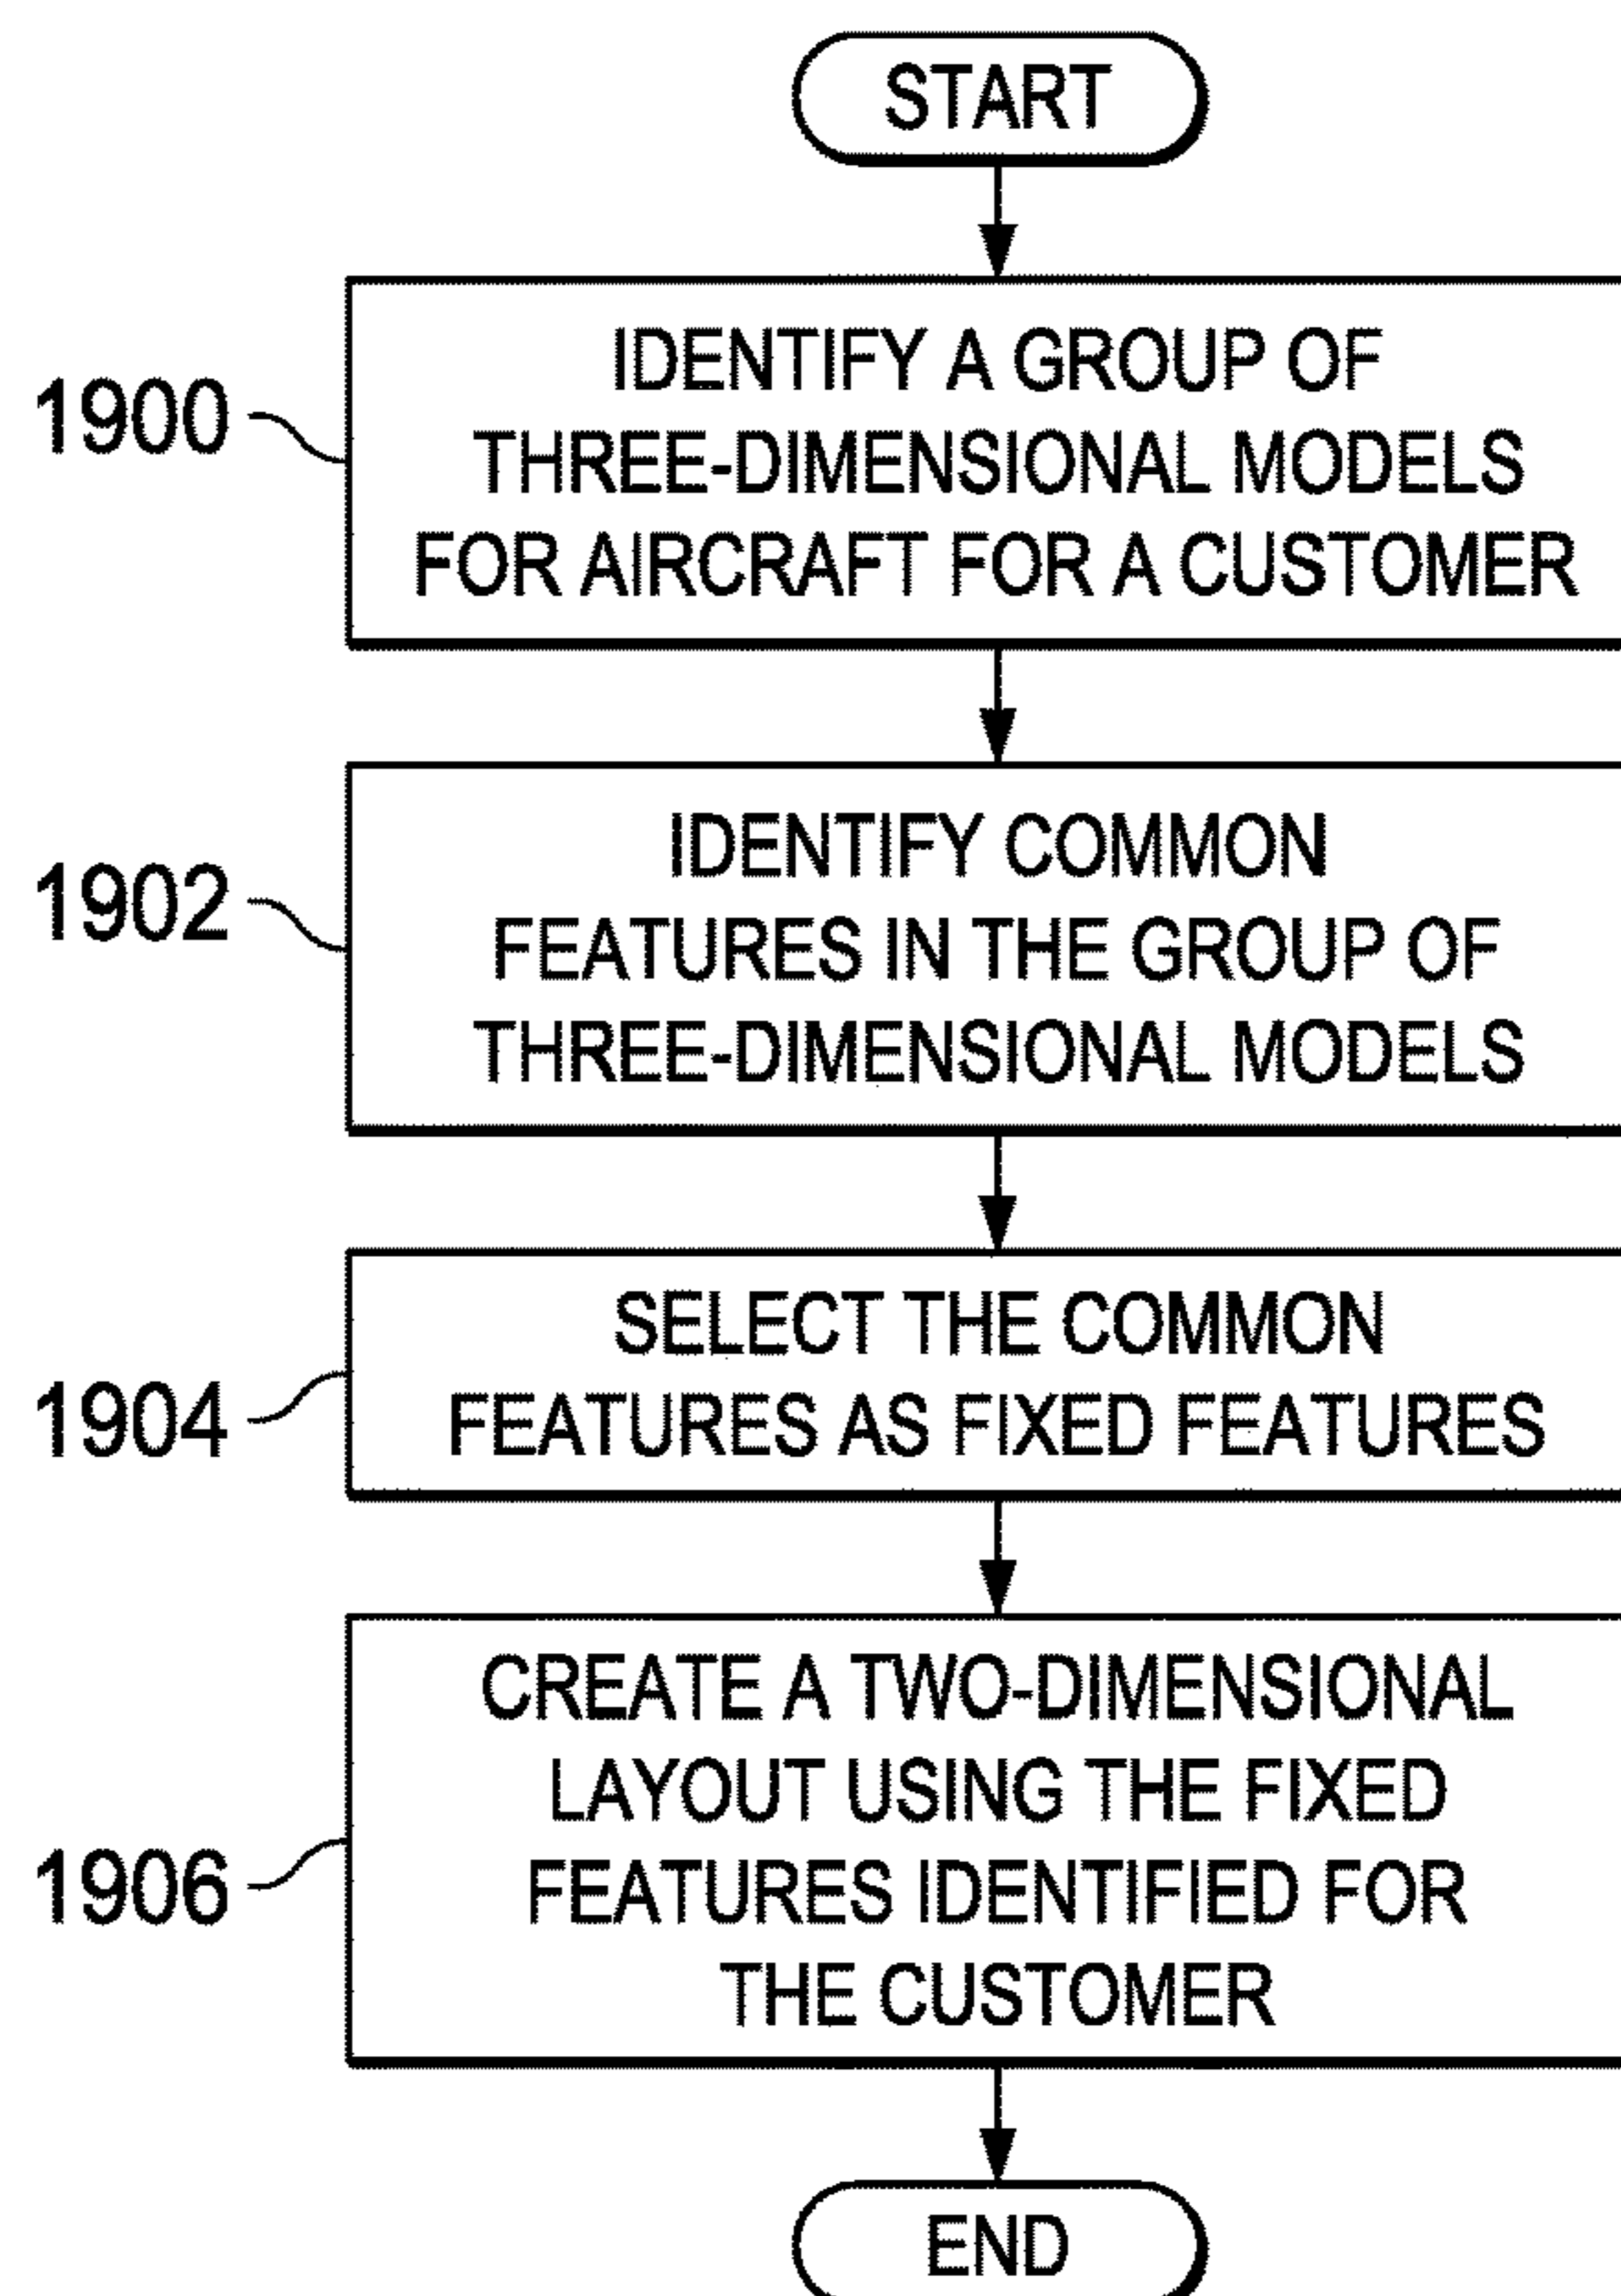 START
1900
IDENTIFY A GROUP OF
THREE-DIMENSIONAL MODELS
FOR AIRCRAFT FOR A CUSTOMER
1902
IDENTIFY COMMON
FEATURES IN THE GROUP OF
THREE-DIMENSIONAL MODELS
1904
SELECT THE COMMON
FEATURES AS FIXED FEATURES
1906
CREATE A TWO-DIMENSIONAL
LAYOUT USING THE FIXED
FEATURES IDENTIFIED FOR
THE CUSTOMER
END